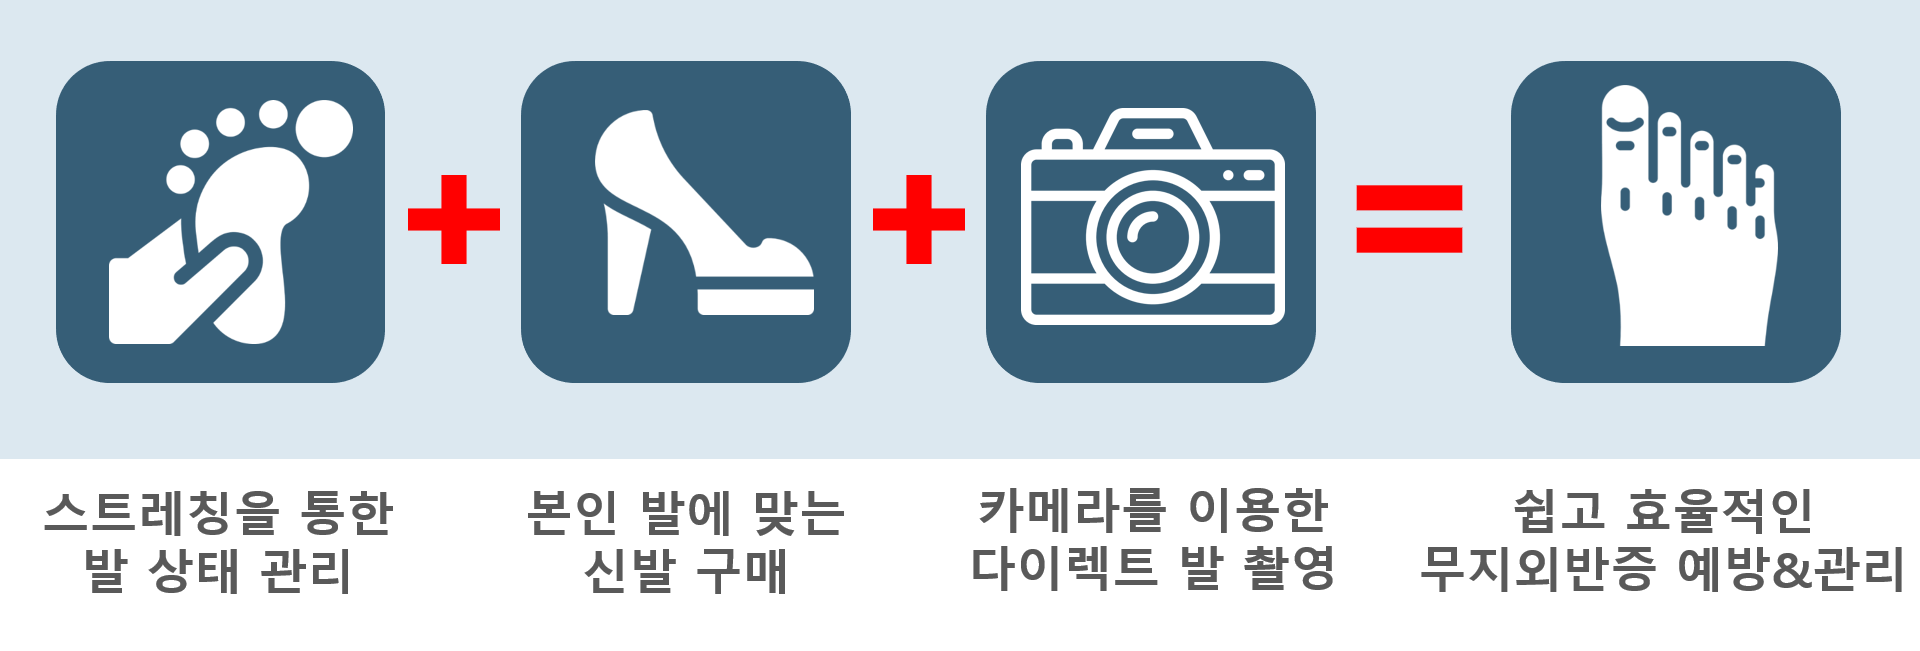 스트레칭을 통한
발 상태 관리
본인 발에 맞는
신발 구매
카메라를 이용한
다이렉트 발 촬영
쉽고 효율적인
무지외반증 예방&관리